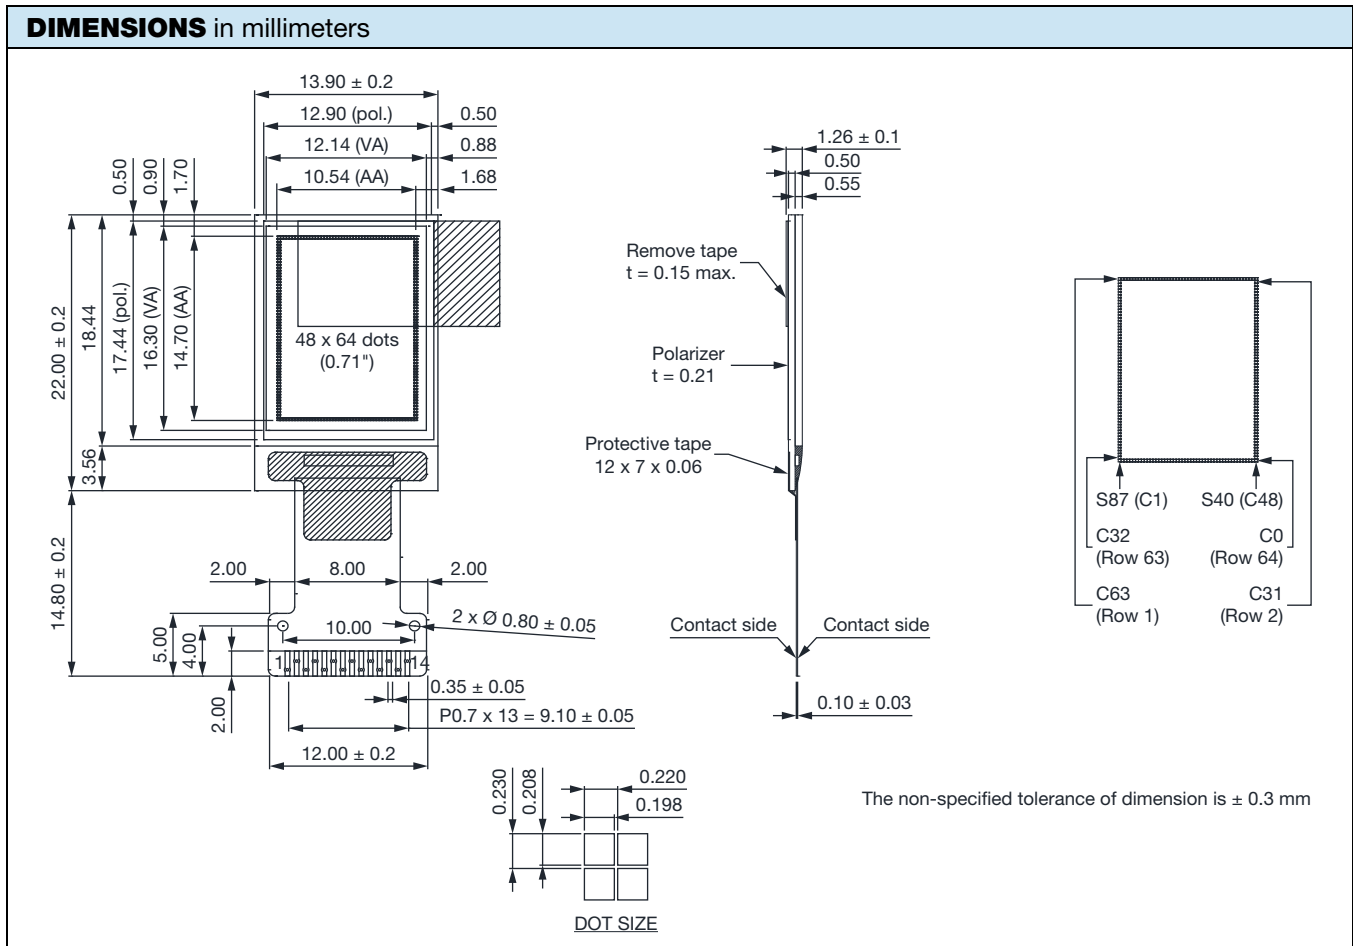 DIMENSIONS in millimeters
13.90 ± 0.2
12.90 (pol.)
0.50
12.14 (VA)
0.88
10.54 (AA)
1.68
0.50
0.90
1.70
22.00 ± 0.2
18.44
17.44 (pol.)
16.30 (VA)
14.70 (AA)
3.56
48 x 64 dots
(0.71")
14.80 ± 0.2
2.00
8.00
2.00
5.00
4.00
10.00
2 x Ø 0.80 ± 0.05
1
14
2.00
0.35 ± 0.05
P0.7 x 13 = 9.10 ± 0.05
12.00 ± 0.2
1.26 ± 0.1
0.50
0.55
Remove tape
t = 0.15 max.
Polarizer
t = 0.21
Protective tape
12 x 7 x 0.06
Contact side
Contact side
0.10 ± 0.03
S87 (C1)
S40 (C48)
C32
(Row 63)
C0
(Row 64)
C63
(Row 1)
C31
(Row 2)
0.230
0.208
0.220
0.198
DOT SIZE
The non-specified tolerance of dimension is ± 0.3 mm